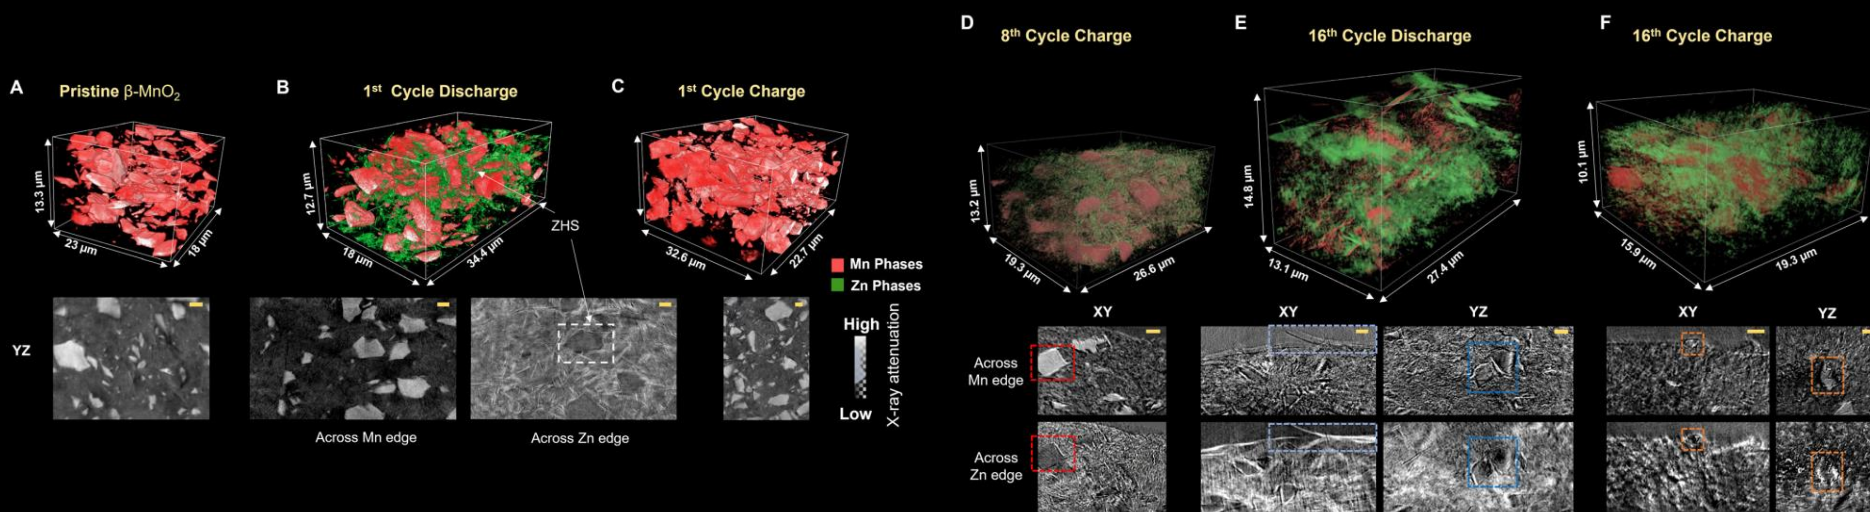 A
Pristine β-MnO₂
13.3 μm
23 μm
18 μm
B
1st Cycle Discharge
12.7 μm
18 μm
34.4 μm
ZHS
C
1st Cycle Charge
32.6 μm
22.7 μm
Mn Phases
Zn Phases
YZ
High
Low
X-ray attenuation
Across Mn edge
Across Zn edge
D
8th Cycle Charge
13.2 μm
19.3 μm
26.6 μm
E
16th Cycle Discharge
14.8 μm
13.1 μm
27.4 μm
F
16th Cycle Charge
10.1 μm
15.9 μm
19.3 μm
XY
XY
YZ
XY
YZ
Across
Mn edge
Across
Zn edge